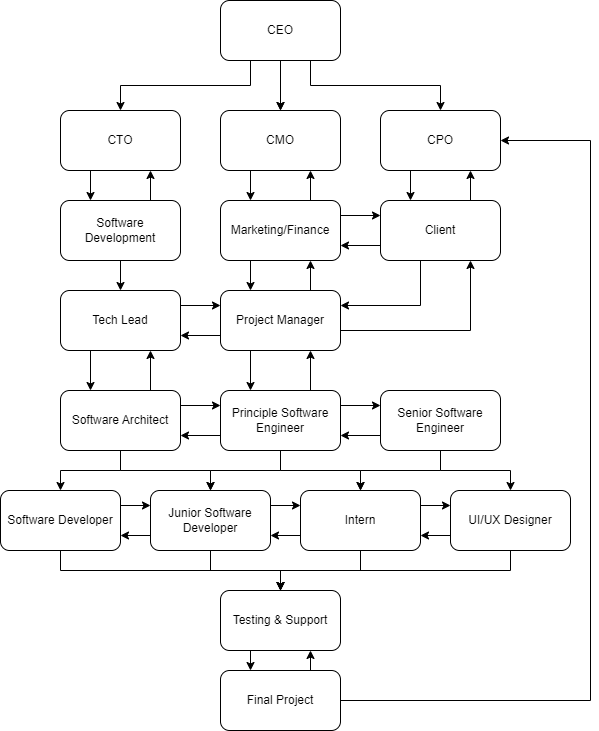 CEO
CTO
CMO
CPO
Software
Development
Marketing/Finance
Client
Tech Lead
Project Manager
Software Architect
Principle Software
Engineer
Senior Software
Engineer
Software Developer
Junior Software
Developer
Intern
UI/UX Designer
Testing & Support
Final Project